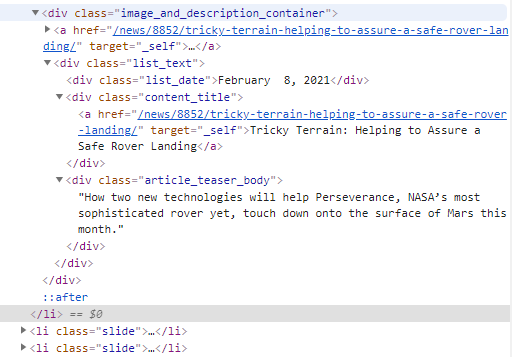 ▼<div class="image_and_description_container">
▶<a href="/news/8852/tricky-terrain-helping-to-assure-a-safe-rover-lan
ding/" target="_self">…</a>
▼<div class="list_text">
<div class="list_date">February  8, 2021</div>
▼<div class="content_title">
<a href="/news/8852/tricky-terrain-helping-to-assure-a-safe-rover
-landing/" target="_self">Tricky Terrain: Helping to Assure a
Safe Rover Landing</a>
</div>
▼<div class="article_teaser_body">
"How two new technologies will help Perseverance, NASA’s most
sophisticated rover yet, touch down onto the surface of Mars this
month."
</div>
</div>
</div>
::after
</li> == $0
▶<li class="slide">…</li>
▶<li class="slide">…</li>